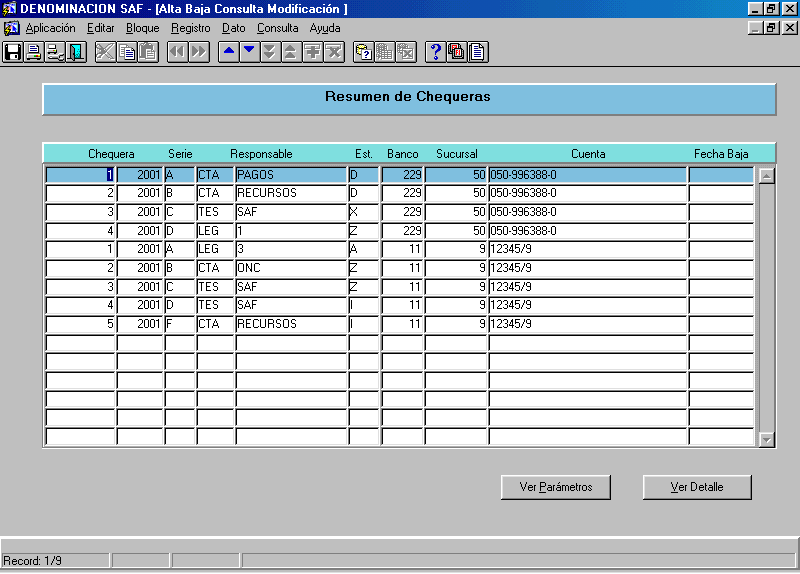 DENOMINACION SAF - [Alta Baja Consulta Modificación ]
Aplicación Editar Bloque Registro Dato Consulta Ayuda
Resumen de Chequeras
Chequera Serie Responsable Est. Banco Sucursal Cuenta Fecha Baja
1 2001 A CTA PAGOS D 229 50 050-996388-0
2 2001 B CTA RECURSOS D 229 50 050-996388-0
3 2001 C TES SAF X 229 50 050-996388-0
4 2001 D LEG 1 Z 229 50 050-996388-0
1 2001 A LEG 3 A 11 9 12345/9
2 2001 B CTA ONC Z 11 9 12345/9
3 2001 C TES SAF Z 11 9 12345/9
4 2001 D TES SAF I 11 9 12345/9
5 2001 F CTA RECURSOS I 11 9 12345/9
Ver Parámetros Ver Detalle
Record: 1/9